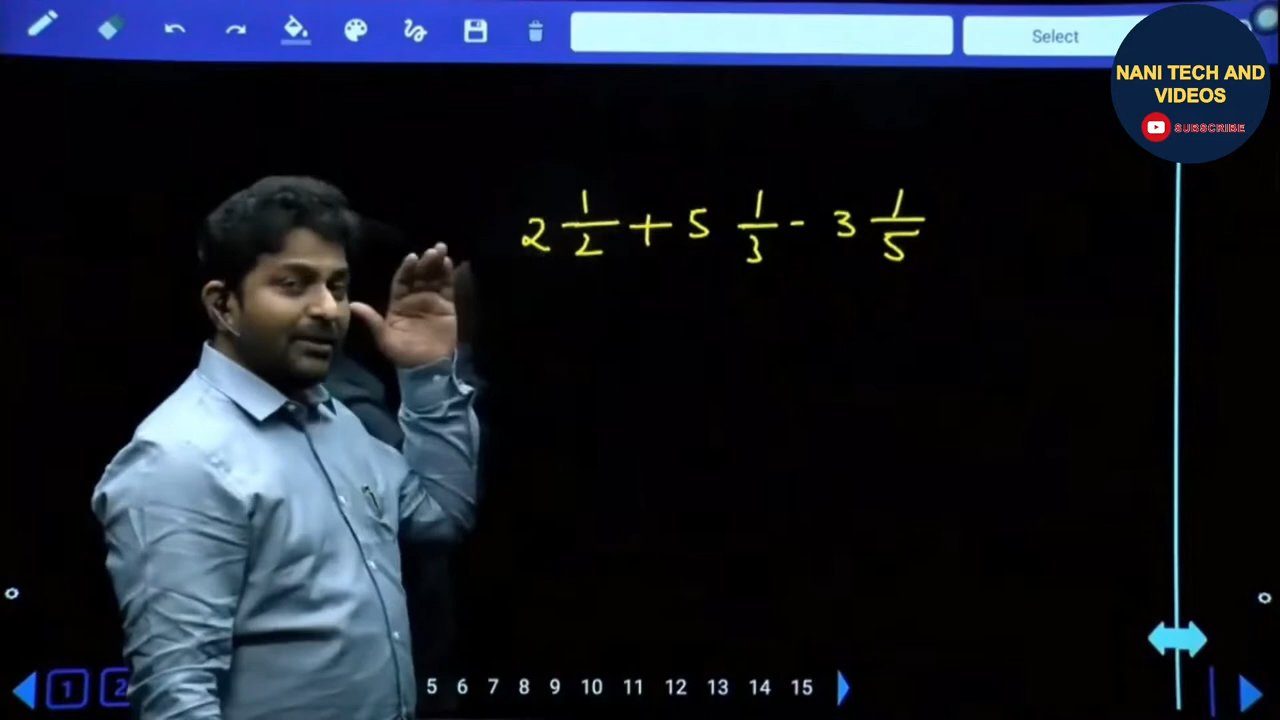 Select
NANI TECH AND
VIDEOS
SUBSCRIBE
2 1/2 + 5 1/3 - 3 1/5
1 2 5 6 7 8 9 10 11 12 13 14 15